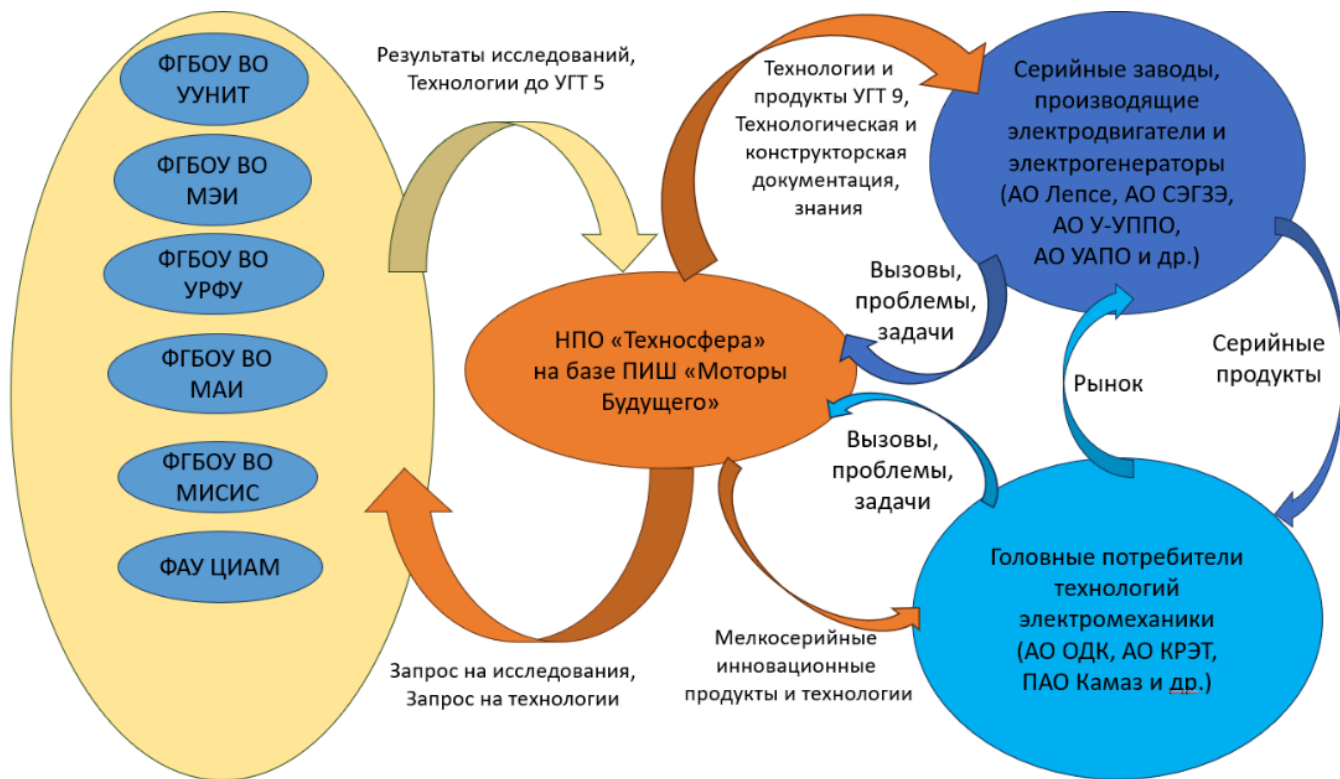 ФГБОУ ВО
УУНИТ
ФГБОУ ВО
МЭИ
ФГБОУ ВО
УРФУ
ФГБОУ ВО
МАИ
ФГБОУ ВО
МИСИС
ФАУ ЦИАМ
Результаты исследований,
Технологии до УГТ 5
Запрос на исследования,
Запрос на технологии
НПО «Техносфера»
на базе ПИШ «Моторы
Будущего»
Технологии и
продукты УГТ 9,
Технологическая и
конструкторская
документация,
знания
Вызовы,
проблемы,
задачи
Вызовы,
проблемы,
задачи
Мелкосерийные
инновационные
продукты и технологии
Серийные заводы,
производящие
электродвигатели и
электрогенераторы
(АО Лепсе, АО СЭГЗЭ,
АО У-УППО,
АО УАПО и др.)
Рынок
Серийные
продукты
Головные потребители
технологий
электромеханики
(АО ОДК, АО КРЭТ,
ПАО Камаз и др.)